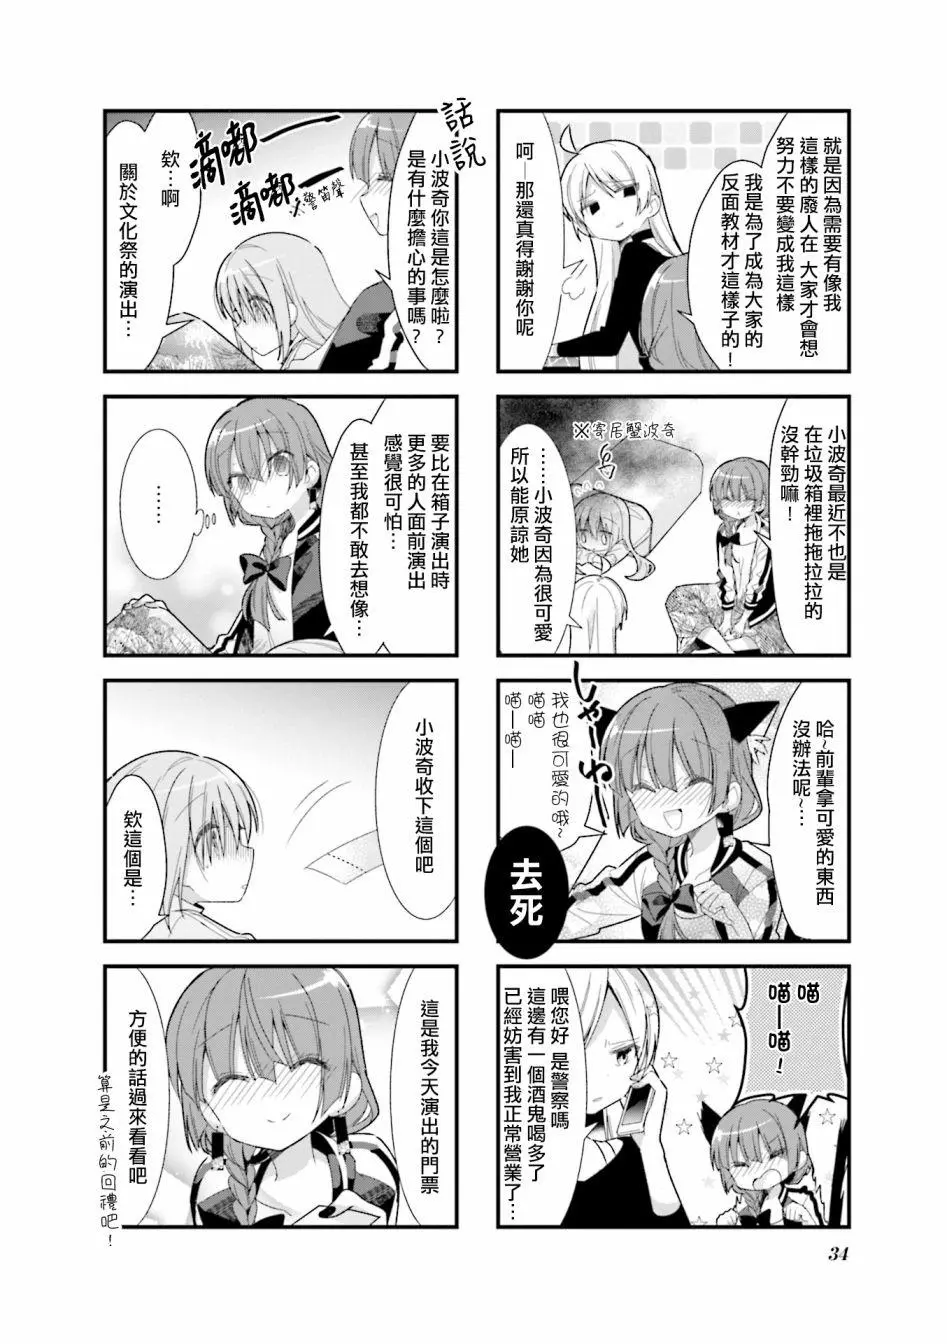 就是因為需要有像我
這樣的廢人在 大家才會想
努力不要變成我這樣
我是為了成為大家的
反面教材才這樣子的！
呵—那還真得謝謝你呢
小波奇最近不也是
在垃圾箱裡拖拖拉拉的
沒幹勁嘛！
※寄居蟹波奇
……小波奇因為很可愛
所以能原諒她
哈~前輩拿可愛的東西
沒辦法呢~…
しゃーないね
我也很可愛的哦~
喵喵
喵—喵—
去死
喵
喵—喵！
喂您好 是警察嗎
這邊有一個酒鬼喝多了
已經妨害到我正常營業了…
話說
小波奇你這是怎麼啦？
是有什麼擔心的事嗎？
滴嘟——
滴嘟——
※警笛聲
欸…啊
關於文化祭的演出…
要比在箱子演出時
更多的人面前演出
感覺很可怕…
甚至我都不敢去想像…
……
小波奇收下這個吧
欸這個是…
這是我今天演出的門票
方便的話過來看看吧
算是之前的回禮吧！
34